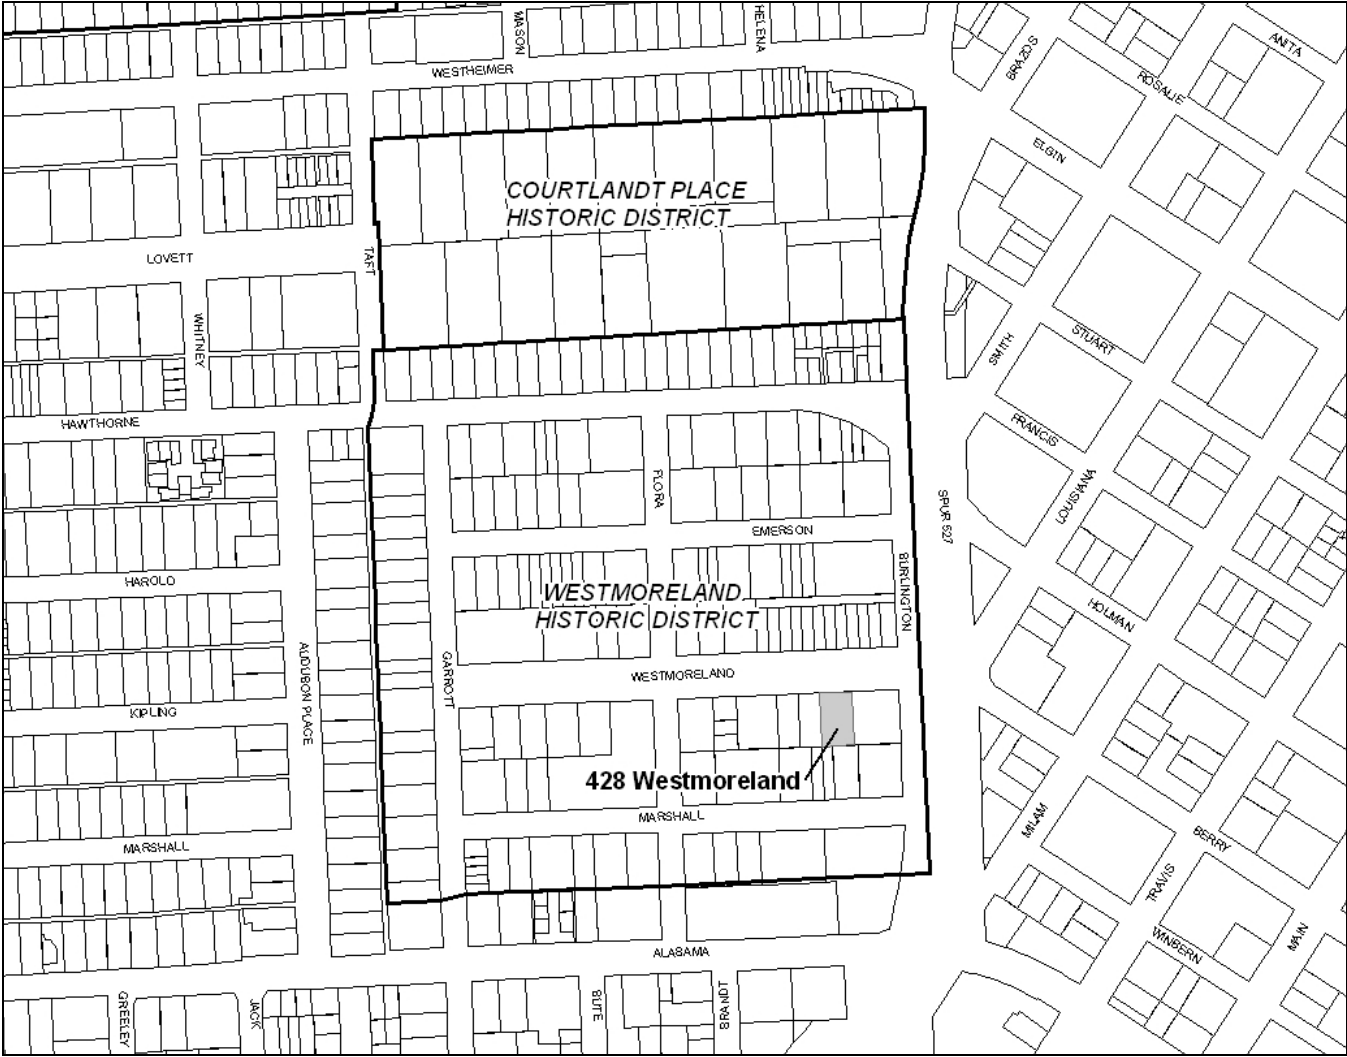 MASON
HELENA
ANITA
BRAZOS
WESTHEIMER
ROSALIE
ELGIN
COURTLANDT PLACE
HISTORIC DISTRICT
LOVETT
TAFT
WHITNEY
STUART
SMITH
HAWTHORNE
FRANCIS
FLORA
LOUISIANA
SPUR 527
EMERSON
HAROLD
BURLINGTON
WESTMORELAND
HISTORIC DISTRICT
HOLMAN
AUDUBON PLACE
GARROTT
WESTMORELAND
KIPLING
428 Westmoreland
MARSHALL
MILAM
BERRY
MARSHALL
TRAVIS
WINBERN
MAIN
ALABAMA
GREELEY
JACK
BUTE
BRANDT